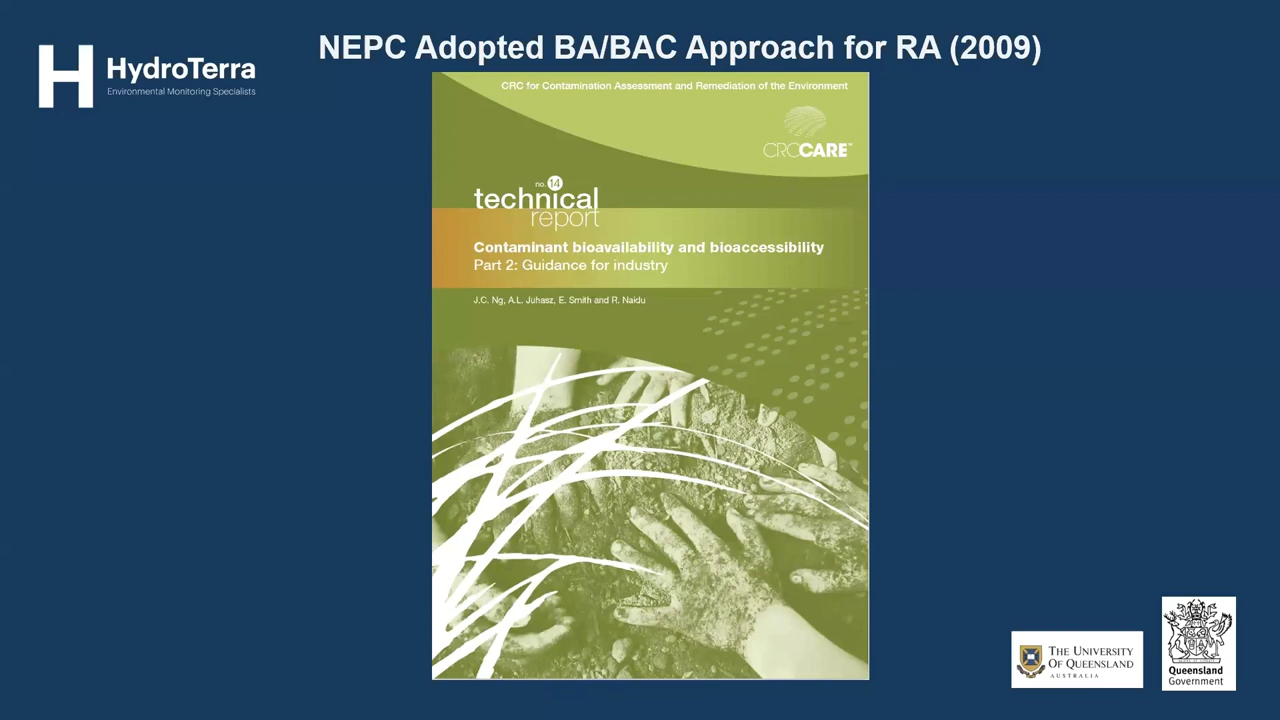 NEPC Adopted BA/BAC Approach for RA (2009)
HydroTerra
Environmental Monitoring Specialists
CRC for Contamination Assessment and Remediation of the Environment
CRCCARE™
no. 14
technical
report
Contaminant bioavailability and bioaccessibility
Part 2: Guidance for industry
J.C. Ng, A.L. Juhasz, E. Smith and R. Naidu
THE UNIVERSITY
OF QUEENSLAND
AUSTRALIA
Queensland
Government